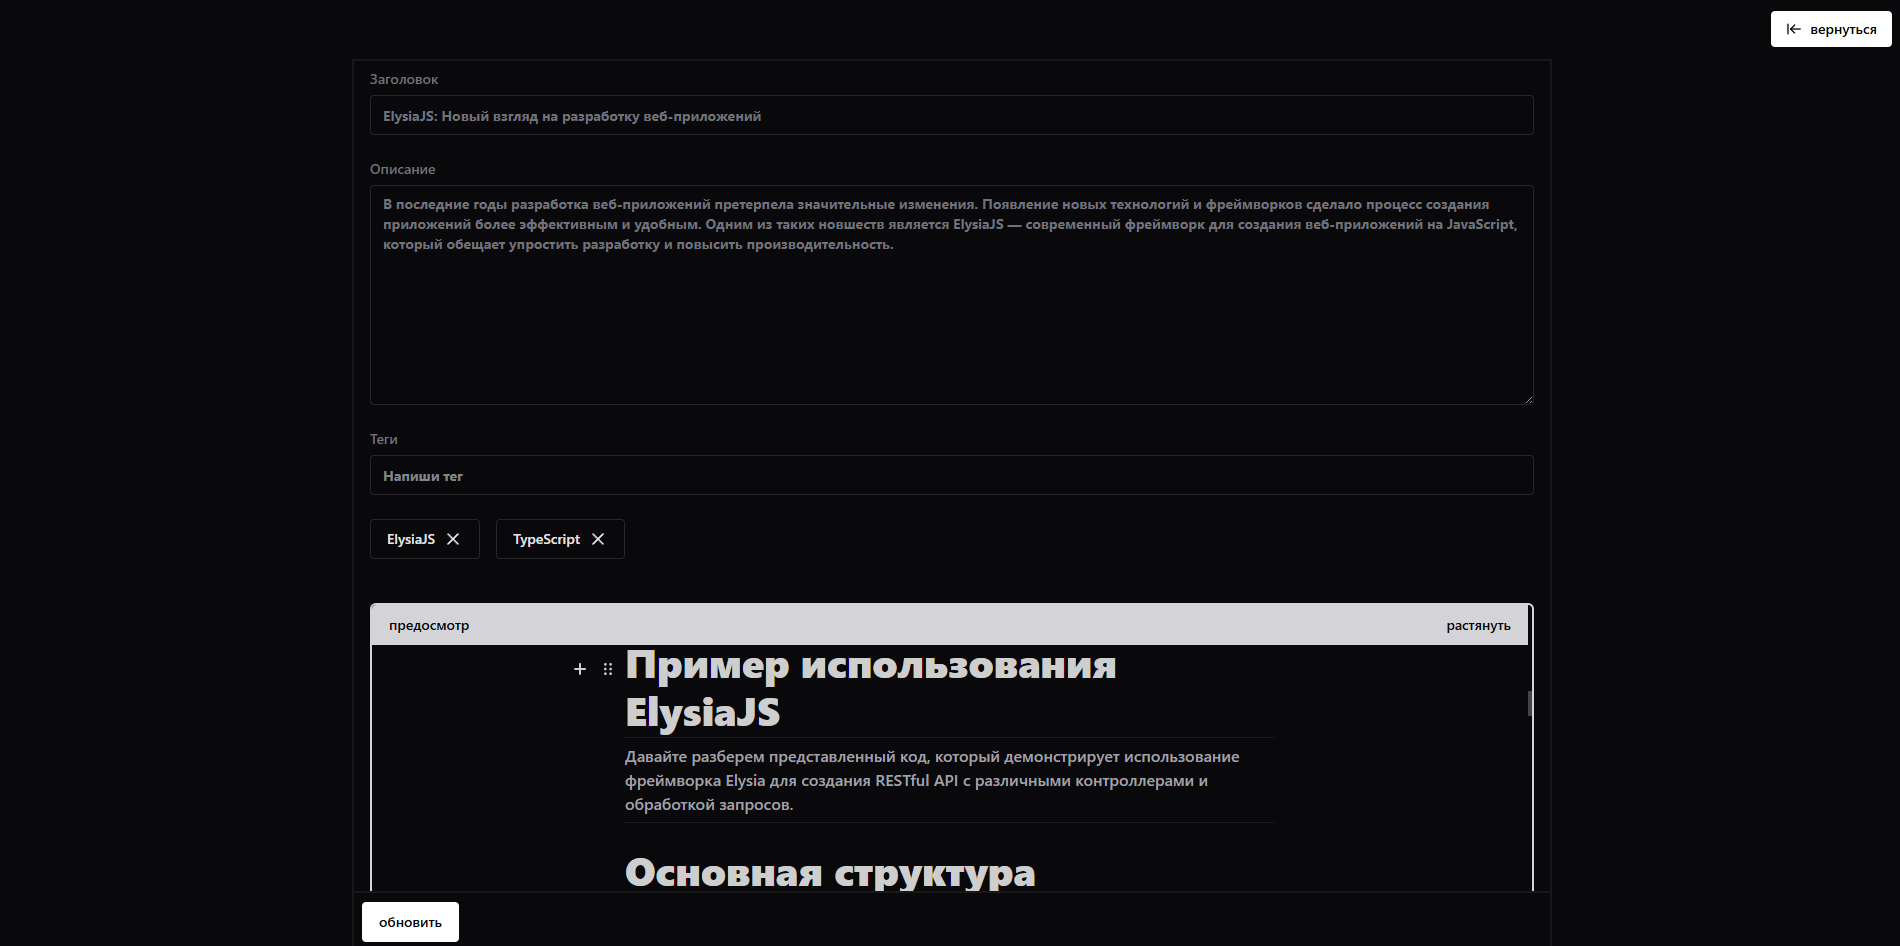 вернуться
Заголовок
ElysiaJS: Новый взгляд на разработку веб-приложений
Описание
В последние годы разработка веб-приложений претерпела значительные изменения. Появление новых технологий и фреймворков сделало процесс создания
приложений более эффективным и удобным. Одним из таких новшеств является ElysiaJS — современный фреймворк для создания веб-приложений на JavaScript,
который обещает упростить разработку и повысить производительность.
Теги
Напиши тег
ElysiaJS
TypeScript
предосмотр
растянуть
Пример использования
ElysiaJS
Давайте разберем представленный код, который демонстрирует использование
фреймворка Elysia для создания RESTful API с различными контроллерами и
обработкой запросов.
Основная структура
обновить